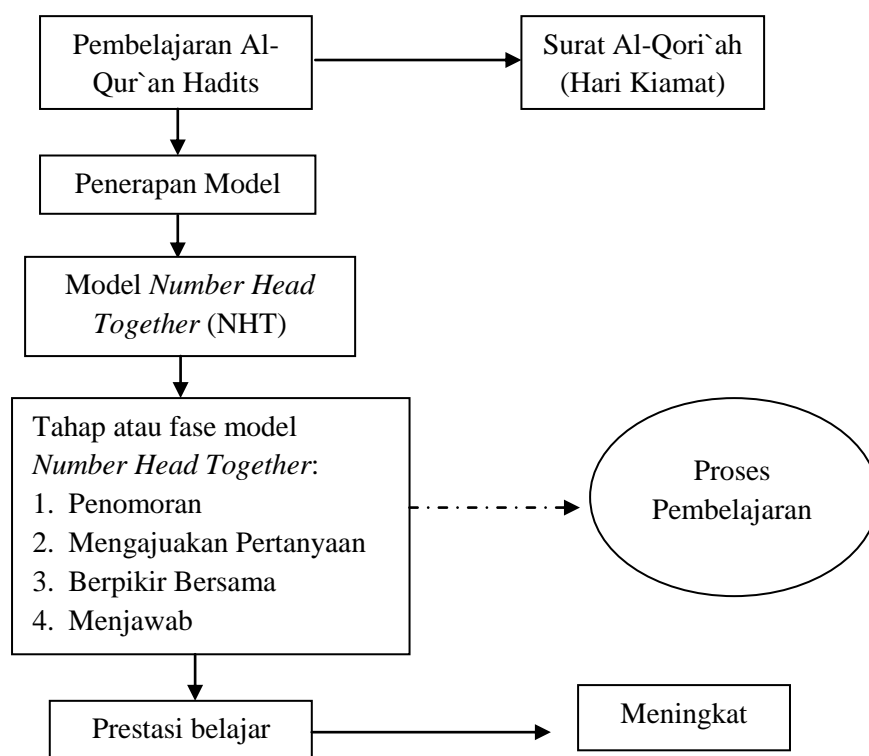 Pembelajaran Al-
Qur`an Hadits
Surat Al-Qori`ah
(Hari Kiamat)
Penerapan Model
Model Number Head
Together (NHT)
Tahap atau fase model
Number Head Together:
1. Penomoran
2. Mengajuakan Pertanyaan
3. Berpikir Bersama
4. Menjawab
Proses
Pembelajaran
Prestasi belajar
Meningkat